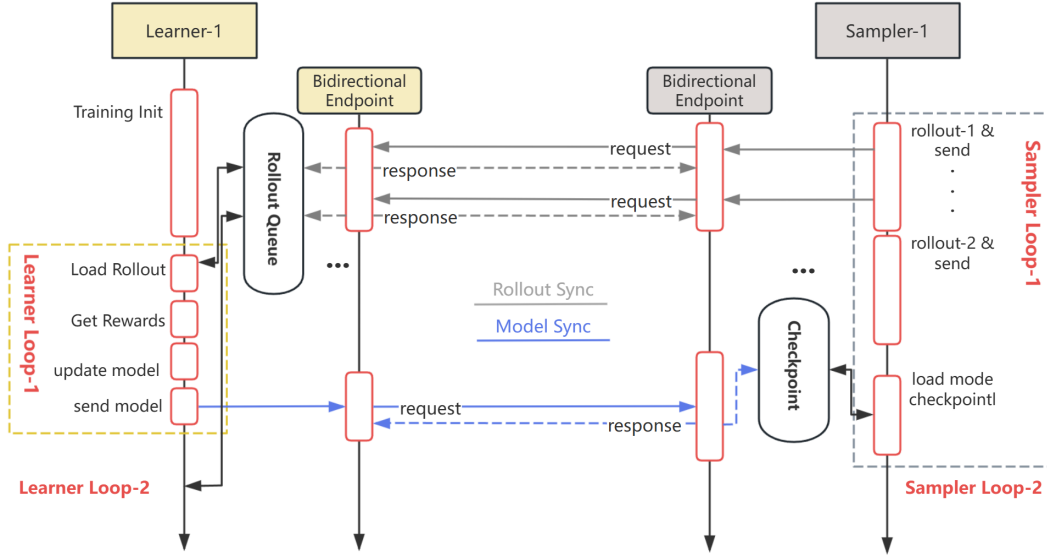 Learner-1
Sampler-1
Bidirectional
Endpoint
Bidirectional
Endpoint
Training Init
Rollout Queue
request
response
request
response
rollout-1 &
send
.
.
.
.
rollout-2 &
send
Sampler Loop-1
...
...
Learner Loop-1
Load Rollout
Get Rewards
update model
send model
Rollout Sync
Model Sync
Checkpoint
request
response
load mode
checkpointl
Learner Loop-2
Sampler Loop-2